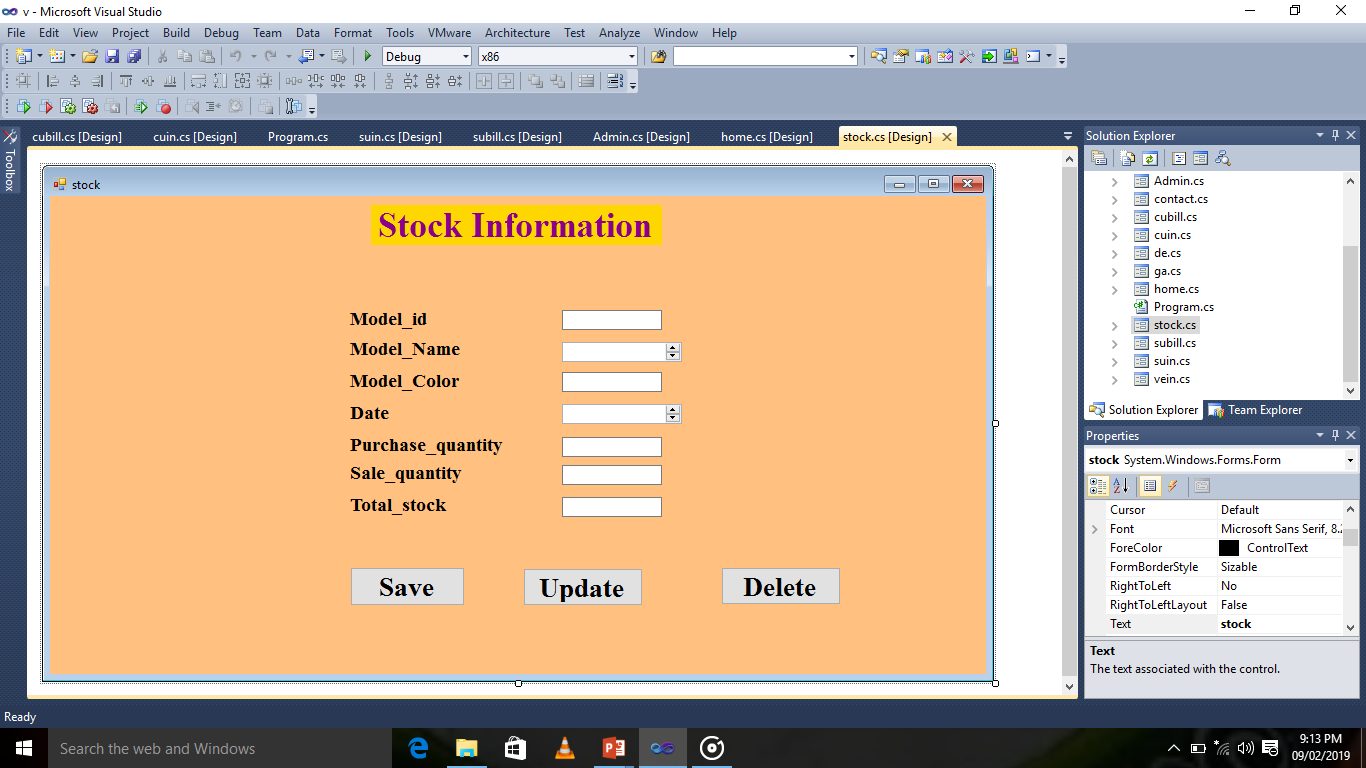 v - Microsoft Visual Studio
File Edit View Project Build Debug Team Data Format Tools VMware Architecture Test Analyze Window Help
Debug x86
cubill.cs [Design] cuin.cs [Design] Program.cs suin.cs [Design] subill.cs [Design] Admin.cs [Design] home.cs [Design] stock.cs [Design]
Toolbox
stock
Stock Information
Model_id
Model_Name
Model_Color
Date
Purchase_quantity
Sale_quantity
Total_stock
Save Update Delete
Solution Explorer
Admin.cs
contact.cs
cubill.cs
cuin.cs
de.cs
ga.cs
home.cs
Program.cs
stock.cs
subill.cs
suin.cs
vein.cs
Solution Explorer Team Explorer
Properties
stock System.Windows.Forms.Form
Cursor Default
Font Microsoft Sans Serif, 8.2
ForeColor ControlText
FormBorderStyle Sizable
RightToLeft No
RightToLeftLayout False
Text stock
Text
The text associated with the control.
Ready
Search the web and Windows
9:13 PM
09/02/2019